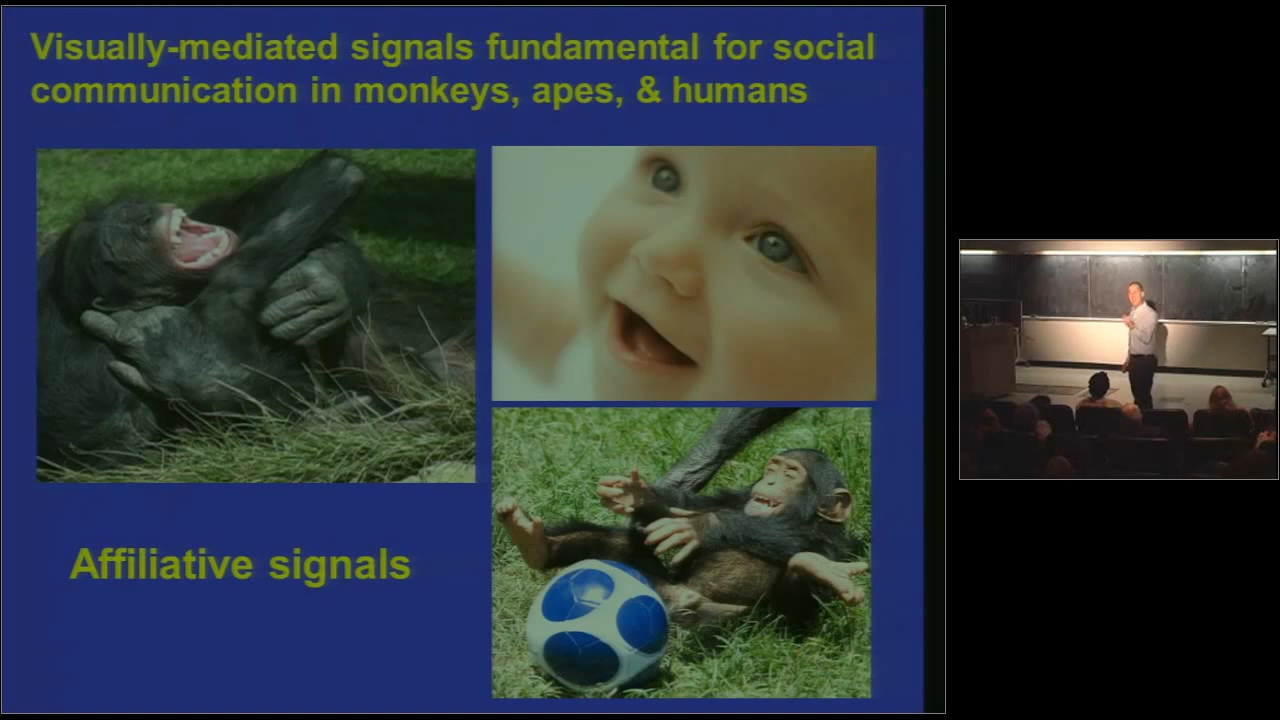 Visually-mediated signals fundamental for social
communication in monkeys, apes, & humans
Affiliative signals